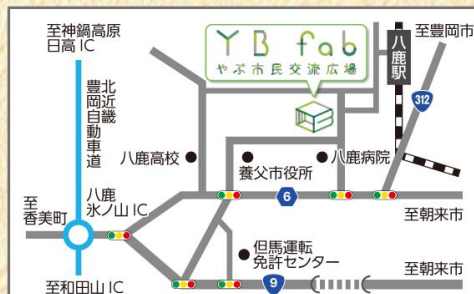 至神鍋高原
日高IC
YB fab
やぶ市民交流広場
八鹿駅
至豊岡市
312
北近畿
豊岡自動車道
八鹿高校
養父市役所
八鹿病院
至
香美町
八鹿
氷ノ山IC
6
至朝来市
但馬運転
免許センター
9
至朝来市
至和田山IC